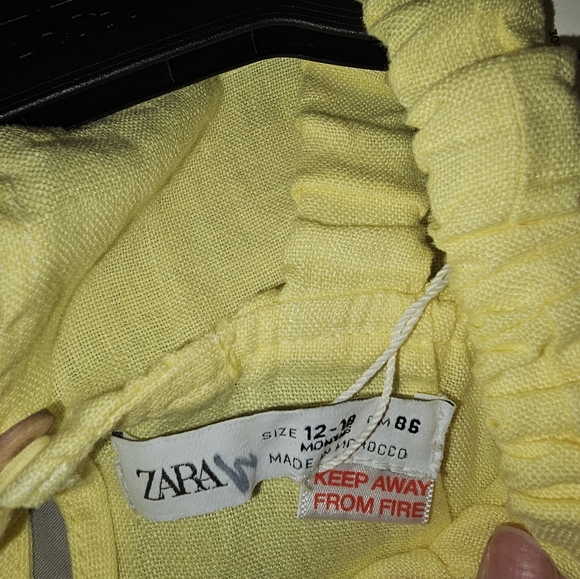 ZARA
SIZE 12-18 CM 86
MONTHS
MADE IN MOROCCO
KEEP AWAY
FROM FIRE